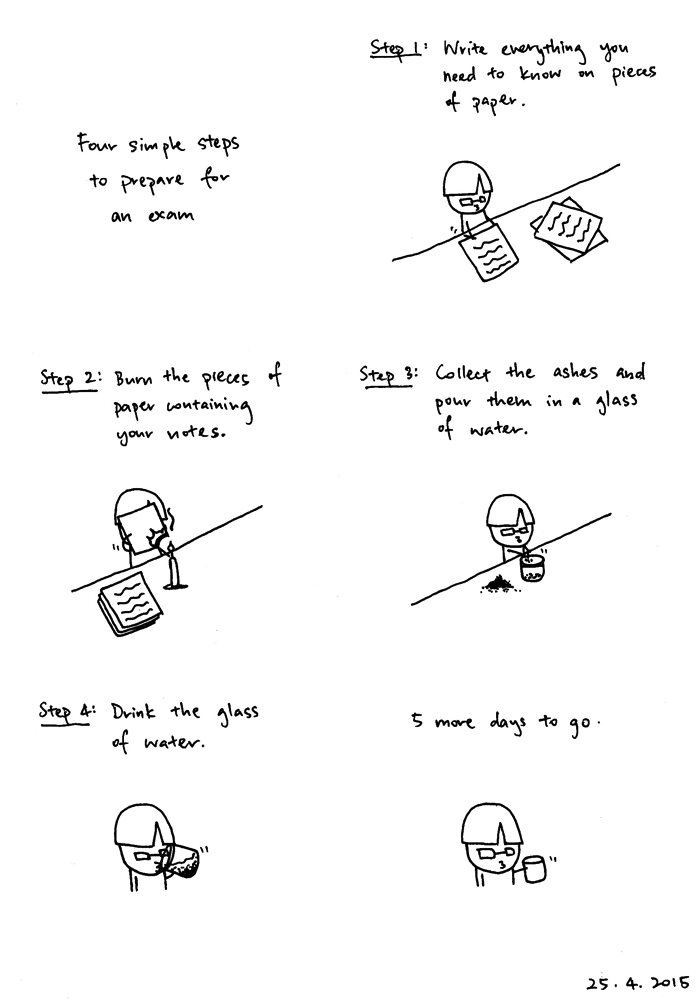 Four simple steps
to prepare for
an exam
Step 1: Write everything you
need to know on pieces
of paper.
Step 2: Burn the pieces of
paper containing
your notes.
Step 3: Collect the ashes and
pour them in a glass
of water.
Step 4: Drink the glass
of water.
5 more days to go.
25.4.2015